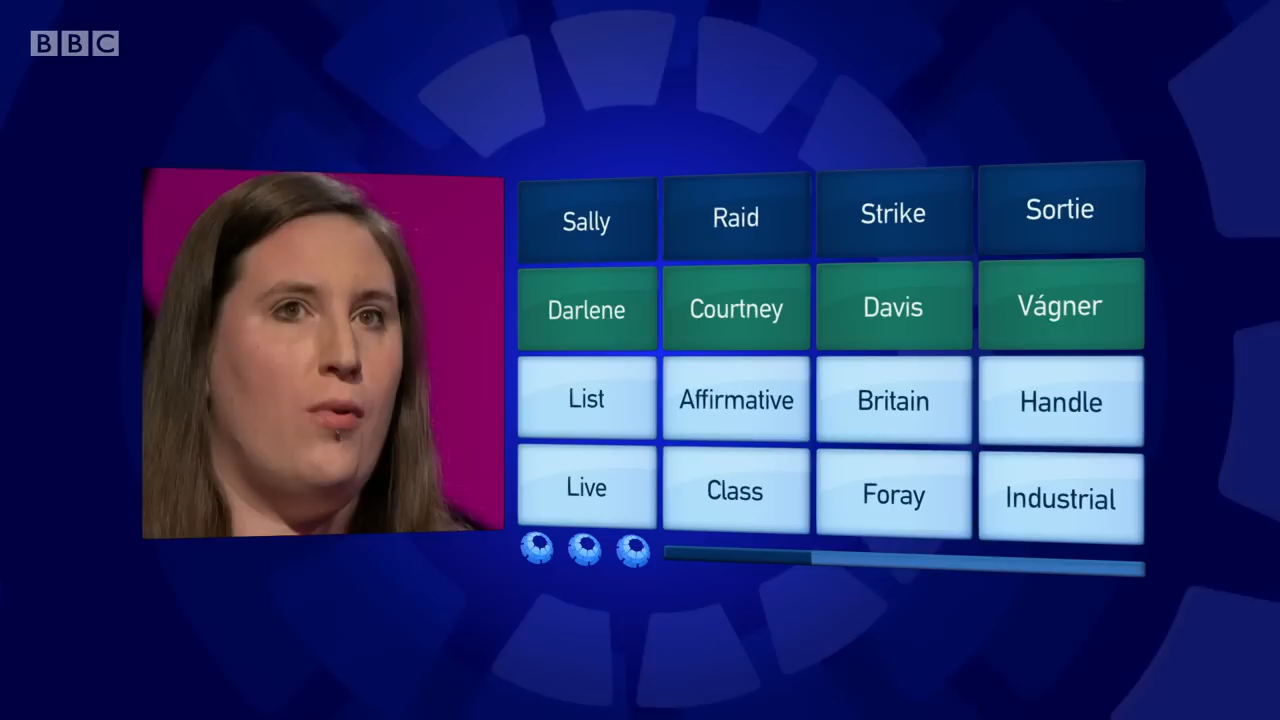 BBC
Sally
Raid
Strike
Sortie
Darlene
Courtney
Davis
Vágner
List
Affirmative
Britain
Handle
Live
Class
Foray
Industrial